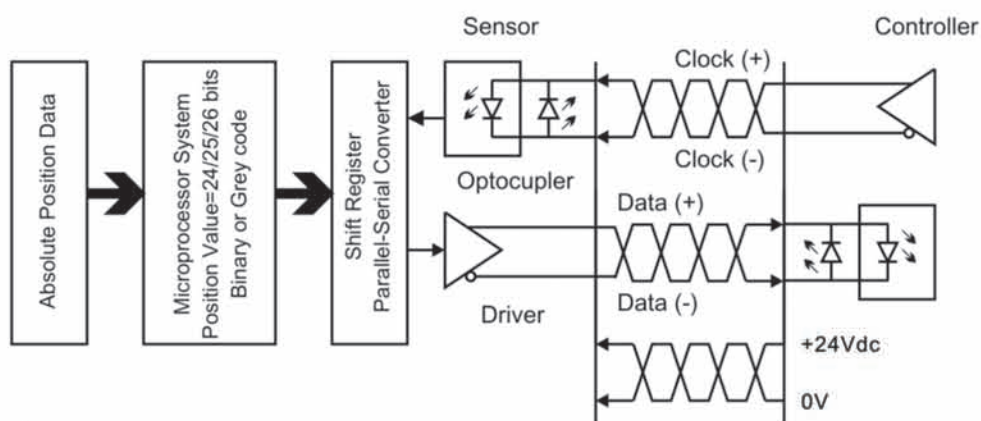 Sensor
Controller
Absolute Position Data
Microprocessor System
Position Value=24/25/26 bits
Binary or Grey code
Shift Register
Parallel-Serial Converter
Clock (+)
Clock (-)
Optocupler
Data (+)
Data (-)
Driver
+24Vdc
0V